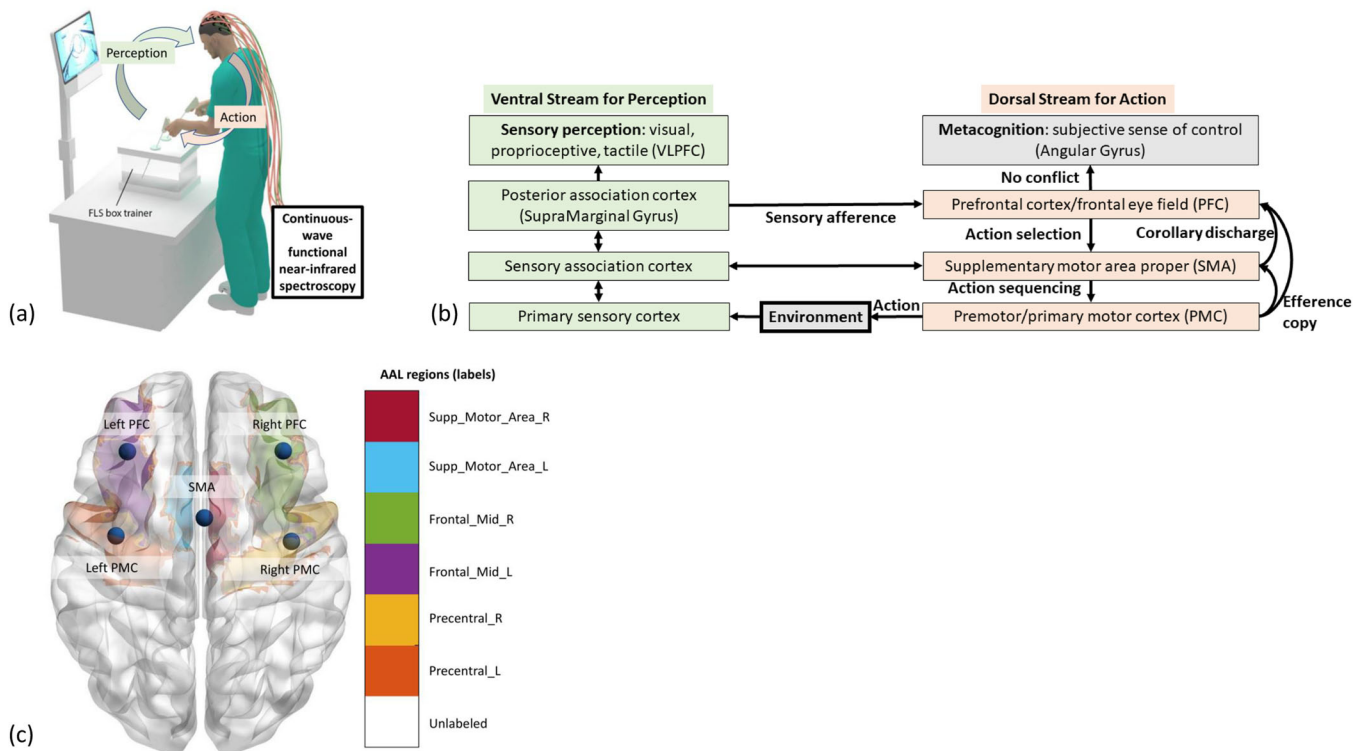 Perception
Action
FLS box trainer
Continuous-
wave
functional
near-infrared
spectroscopy
(a)
Ventral Stream for Perception
Sensory perception: visual,
proprioceptive, tactile (VLPFC)
Posterior association cortex
(SupraMarginal Gyrus)
Sensory association cortex
Primary sensory cortex
Sensory afference
Environment
Action
Dorsal Stream for Action
Metacognition: subjective sense of control
(Angular Gyrus)
No conflict
Prefrontal cortex/frontal eye field (PFC)
Action selection
Corollary discharge
Supplementary motor area proper (SMA)
Action sequencing
Premotor/primary motor cortex (PMC)
Efference
copy
(b)
Left PFC
Right PFC
SMA
Left PMC
Right PMC
AAL regions (labels)
Supp_Motor_Area_R
Supp_Motor_Area_L
Frontal_Mid_R
Frontal_Mid_L
Precentral_R
Precentral_L
Unlabeled
(c)